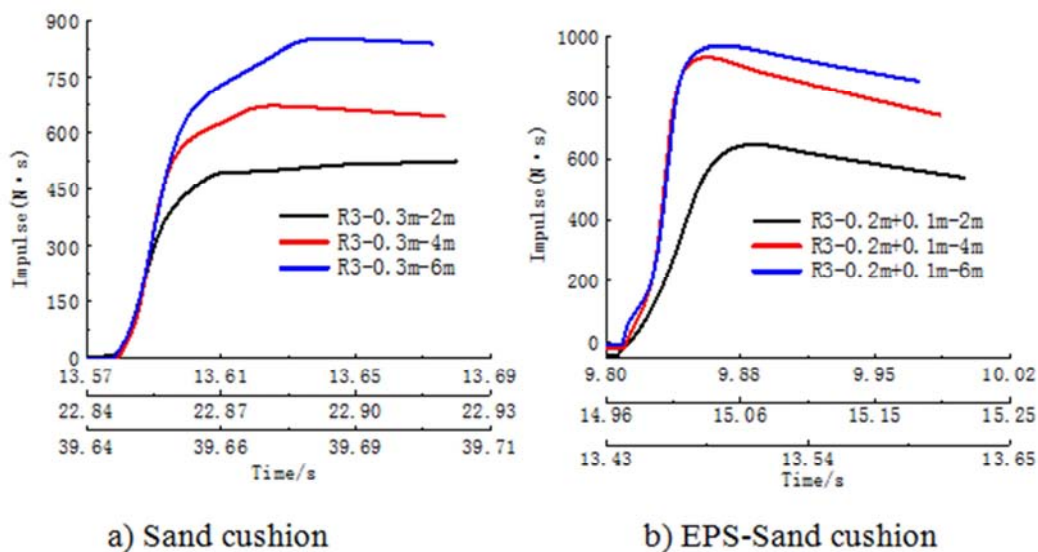 900
750
600
450
300
150
0
Impulse(N·s)
R3-0.3m-2m
R3-0.3m-4m
R3-0.3m-6m
13.57 13.61 13.65 13.69
22.84 22.87 22.90 22.93
39.64 39.66 39.69 39.71
Time/s
a) Sand cushion
1000
800
600
400
200
0
Impulse(N·s)
R3-0.2m+0.1m-2m
R3-0.2m+0.1m-4m
R3-0.2m+0.1m-6m
9.80 9.88 9.95 10.02
14.96 15.06 15.15 15.25
13.43 13.54 13.65
Time/s
b) EPS-Sand cushion